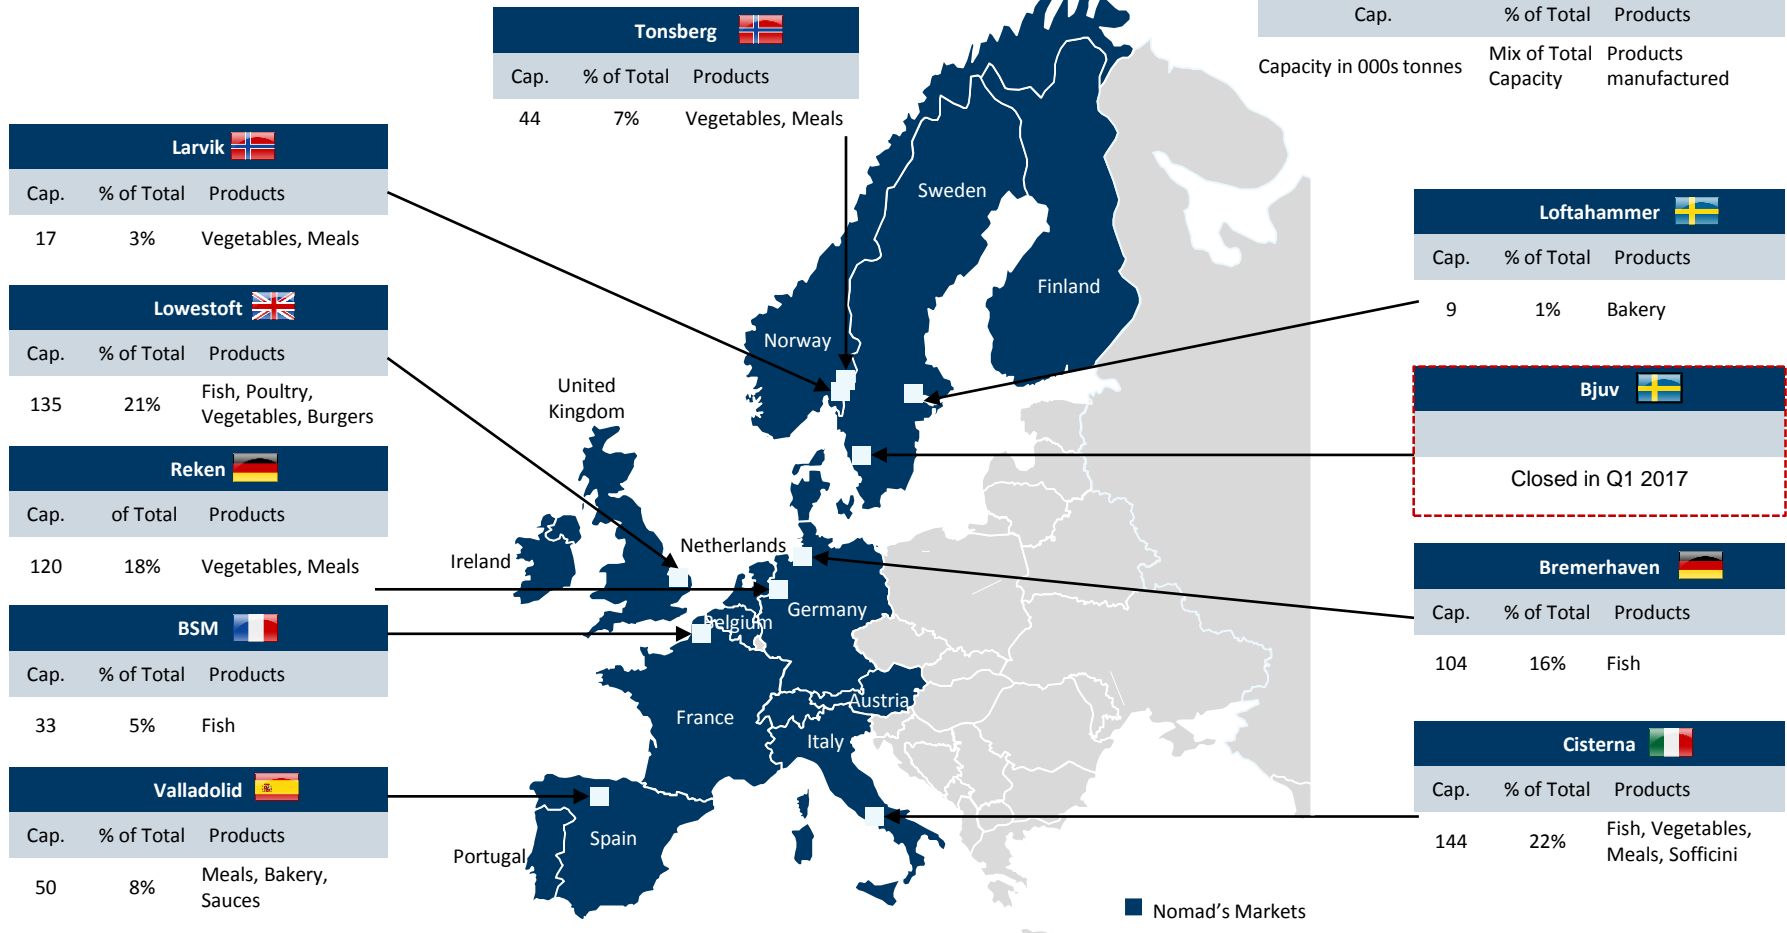 Tonsberg
Cap. % of Total Products
44 7% Vegetables, Meals
Cap. % of Total Products
Capacity in 000s tonnes Mix of Total Products
Capacity manufactured
Larvik
Cap. % of Total Products
17 3% Vegetables, Meals
Lowestoft
Cap. % of Total Products
135 21% Fish, Poultry,
Vegetables, Burgers
Reken
Cap. of Total Products
120 18% Vegetables, Meals
BSM
Cap. % of Total Products
33 5% Fish
Valladolid
Cap. % of Total Products
50 8% Meals, Bakery,
Sauces
Sweden
Finland
Norway
United
Kingdom
Ireland
Netherlands
Germany
Belgium
Austria
France
Italy
Spain
Portugal
Loftahammer
Cap. % of Total Products
9 1% Bakery
Bjuv
Closed in Q1 2017
Bremerhaven
Cap. % of Total Products
104 16% Fish
Cisterna
Cap. % of Total Products
144 22% Fish, Vegetables,
Meals, Sofficini
Nomad's Markets